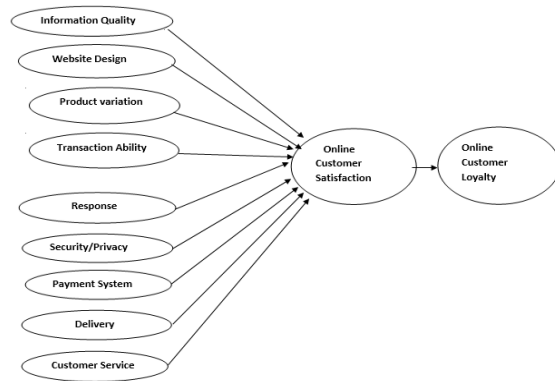 Information Quality
Website Design
Product variation
Transaction Ability
Response
Security/Privacy
Payment System
Delivery
Customer Service
Online
Customer
Satisfaction
Online
Customer
Loyalty